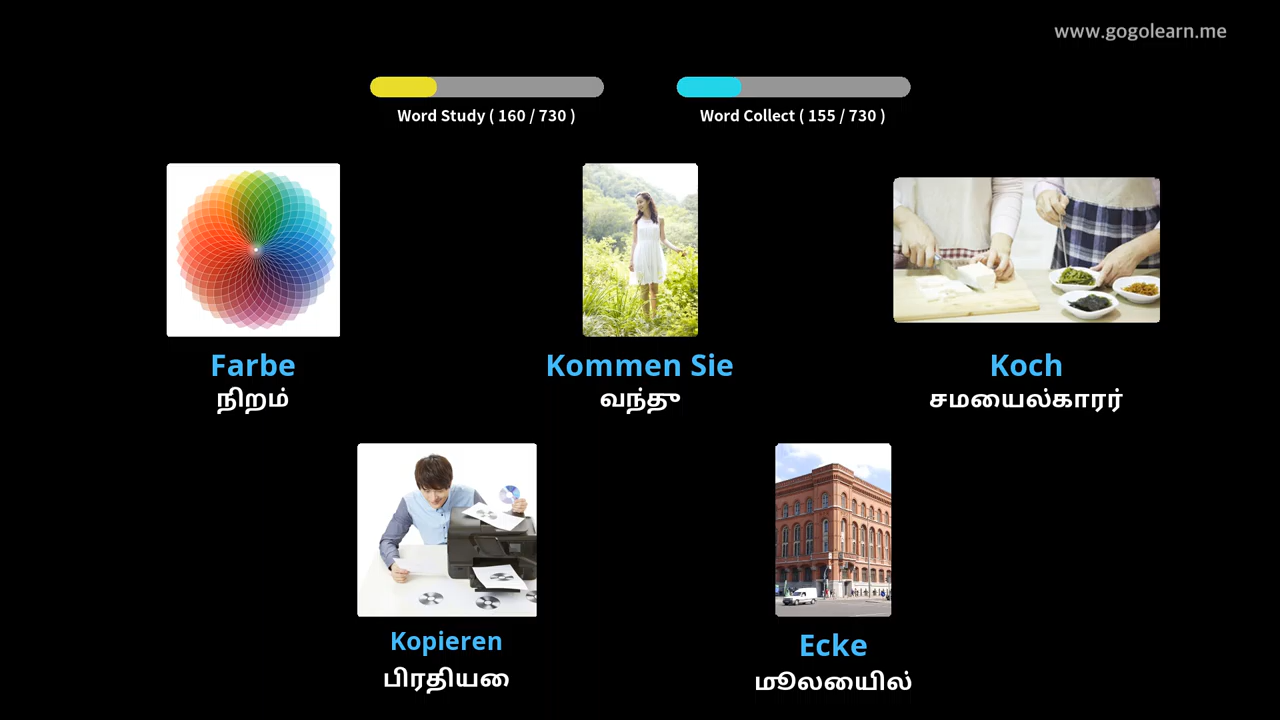 www.gogolearn.me
Word Study ( 160 / 730 )
Word Collect ( 155 / 730 )
Farbe
நிறம்
Kommen Sie
வந்து
Koch
சமையல்காரர்
Kopieren
பிரதியை
Ecke
மூலையில்